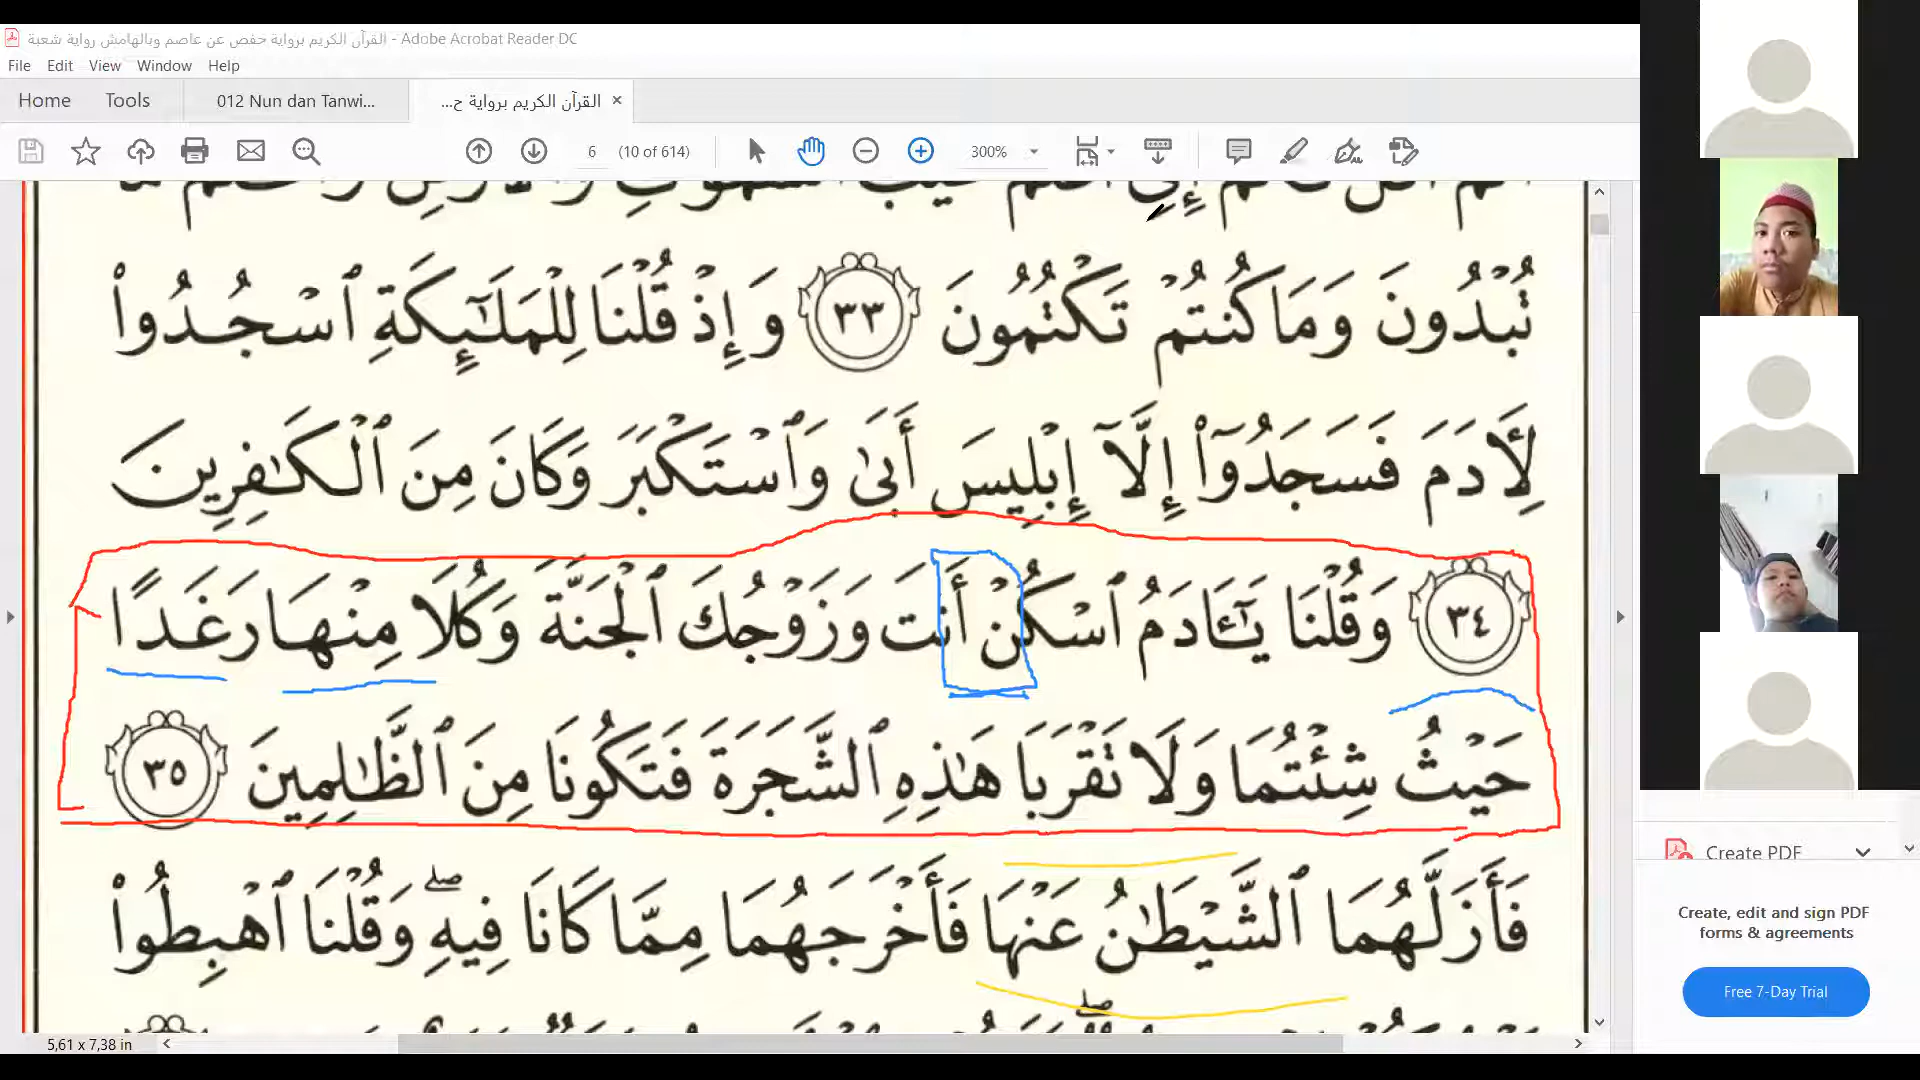 القرآن الكريم برواية حفص عن عاصم وبالهامش رواية شعبة - Adobe Acrobat Reader DC
File Edit View Window Help
Home Tools 012 Nun dan Tanwi... القرآن الكريم برواية ح...
6 (10 of 614) 300%
تُبْدُونَ وَمَا كُنتُمْ تَكْتُمُونَ ٣٣ وَإِذْ قُلْنَا لِلْمَلَٰٓئِكَةِ ٱسْجُدُوا۟
لِأَدَمَ فَسَجَدُوٓا۟ إِلَّآ إِبْلِيسَ أَبَىٰ وَٱسْتَكْبَرَ وَكَانَ مِنَ ٱلْكَٰفِرِينَ
٣٤ وَقُلْنَا يَٰٓـَٔادَمُ ٱسْكُنْ أَنتَ وَزَوْجُكَ ٱلْجَنَّةَ وَكُلَا مِنْهَا رَغَدًا
حَيْثُ شِئْتُمَا وَلَا تَقْرَبَا هَٰذِهِ ٱلشَّجَرَةَ فَتَكُونَا مِنَ ٱلظَّٰلِمِينَ ٣٥
فَأَزَلَّهُمَا ٱلشَّيْطَٰنُ عَنْهَا فَأَخْرَجَهُمَا مِمَّا كَانَا فِيهِ ۖ وَقُلْنَا ٱهْبِطُوا۟
5,61 x 7,38 in
Create PDF
Create, edit and sign PDF
forms & agreements
Free 7-Day Trial